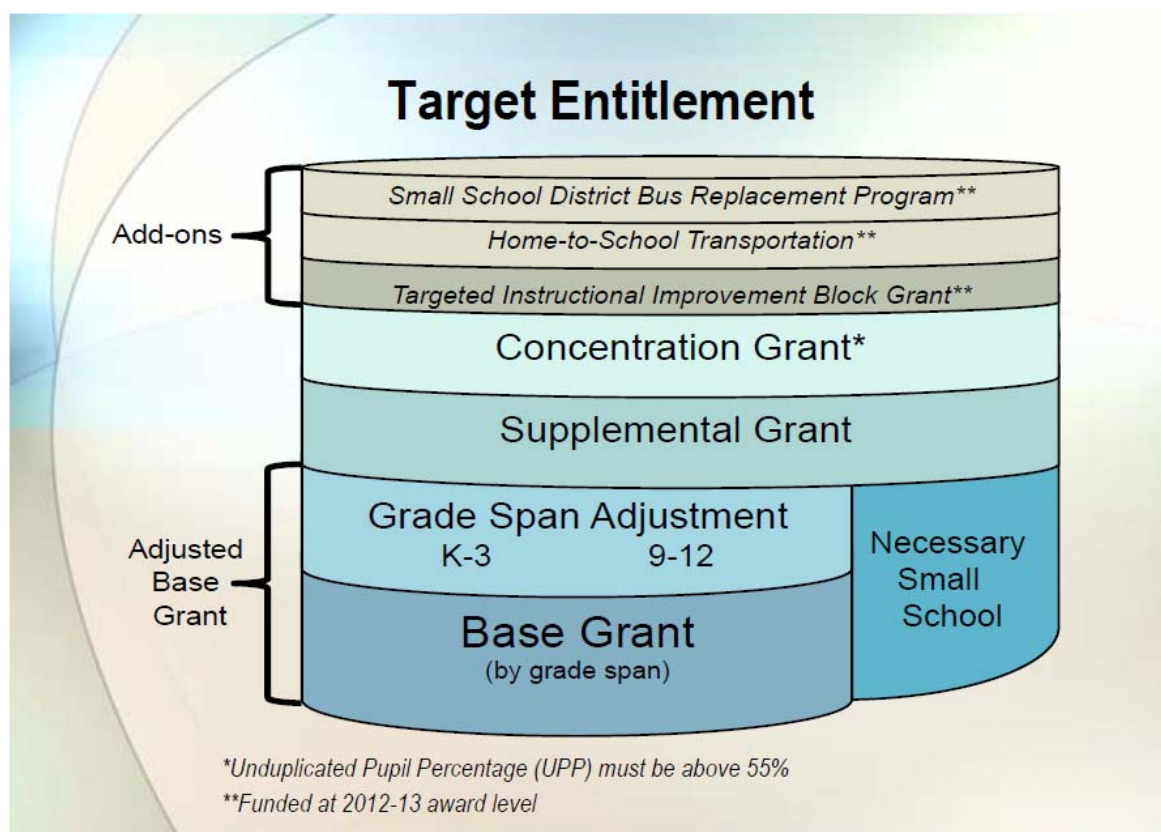 Target Entitlement
Small School District Bus Replacement Program**
Add-ons
Home-to-School Transportation**
Targeted Instructional Improvement Block Grant**
Concentration Grant*
Supplemental Grant
Grade Span Adjustment
K-3 9-12
Adjusted
Base
Grant
Necessary
Small
School
Base Grant
(by grade span)
*Unduplicated Pupil Percentage (UPP) must be above 55%
**Funded at 2012-13 award level